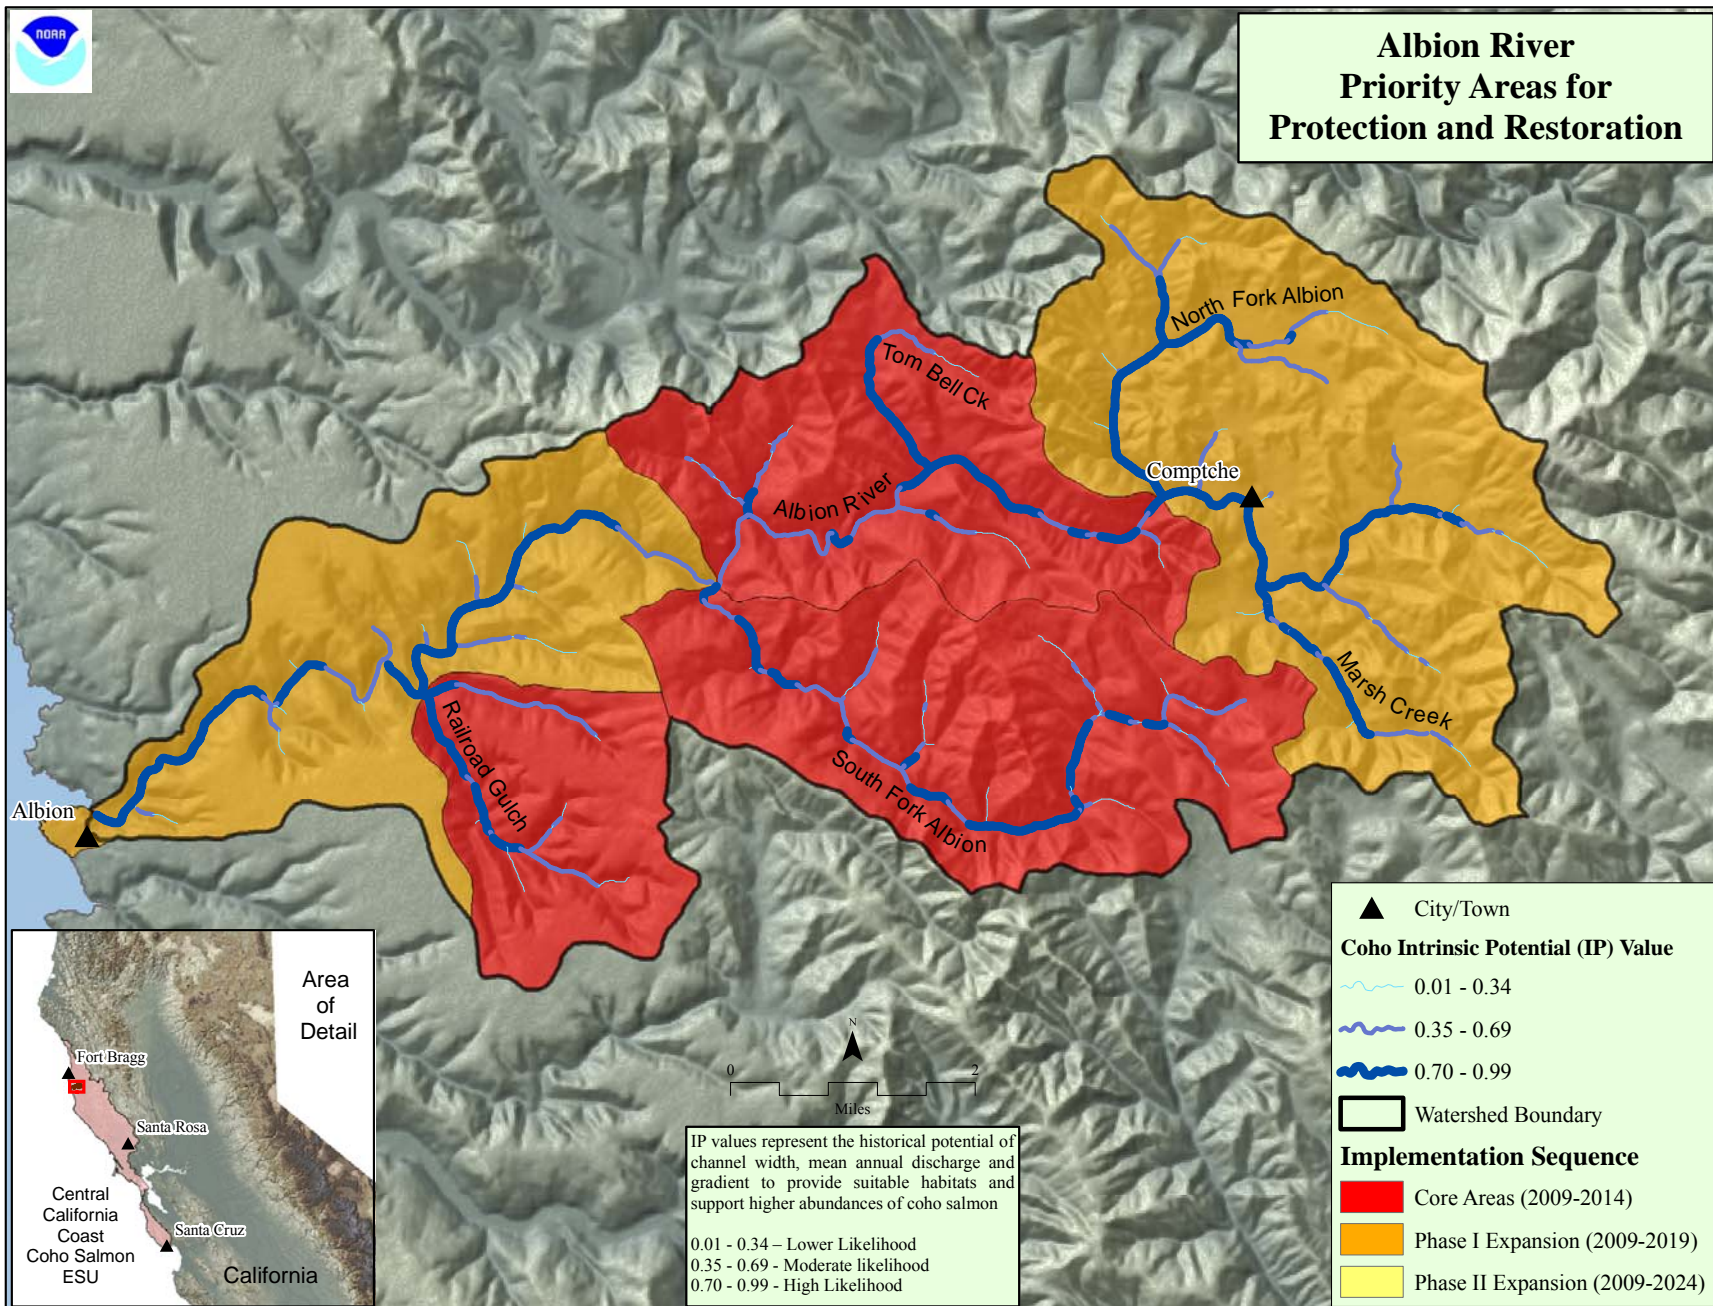 NOAA
Albion River
Priority Areas for
Protection and Restoration
North Fork Albion
Tom Bell Ck
Comptche
Albion River
Marsh Creek
Railroad Gulch
South Fork Albion
Albion
City/Town
Coho Intrinsic Potential (IP) Value
0.01 - 0.34
0.35 - 0.69
0.70 - 0.99
Watershed Boundary
Implementation Sequence
Core Areas (2009-2014)
Phase I Expansion (2009-2019)
Phase II Expansion (2009-2024)
Area
of
Detail
Fort Bragg
Santa Rosa
Santa Cruz
Central
California
Coast
Coho Salmon
ESU
California
N
0 2
Miles
IP values represent the historical potential of
channel width, mean annual discharge and
gradient to provide suitable habitats and
support higher abundances of coho salmon
0.01 - 0.34 – Lower Likelihood
0.35 - 0.69 - Moderate likelihood
0.70 - 0.99 - High Likelihood